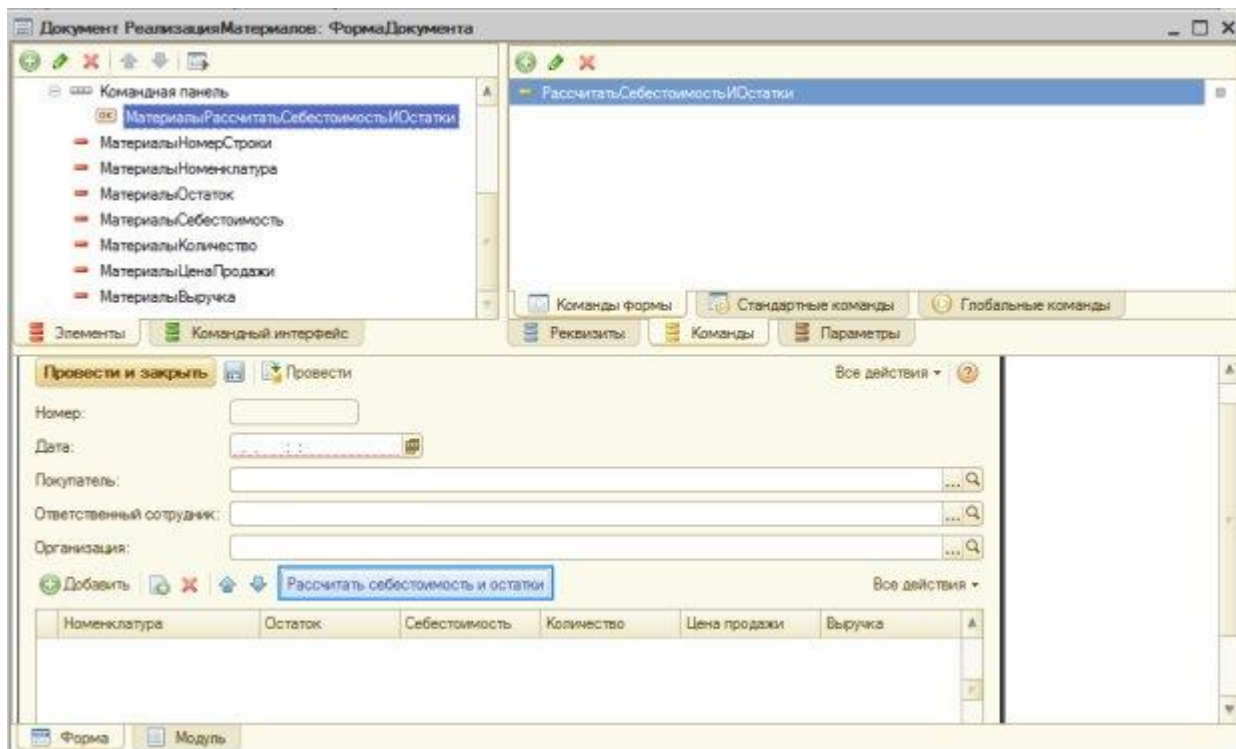 Документ РеализацияМатериалов: ФормаДокумента
Командная панель
МатериалыРассчитатьСебестоимостьИОстатки
МатериалыНомерСтроки
МатериалыНоменклатура
МатериалыОстаток
МатериалыСебестоимость
МатериалыКоличество
МатериалыЦенаПродажи
МатериалыВыручка
Элементы
Командный интерфейс
РассчитатьСебестоимостьИОстатки
Команды формы
Стандартные команды
Глобальные команды
Реквизиты
Команды
Параметры
Провести и закрыть
Провести
Все действия
Номер:
Дата:
Покупатель:
Ответственный сотрудник:
Организация:
Добавить
Рассчитать себестоимость и остатки
Все действия
Номенклатура
Остаток
Себестоимость
Количество
Цена продажи
Выручка
Форма
Модуль